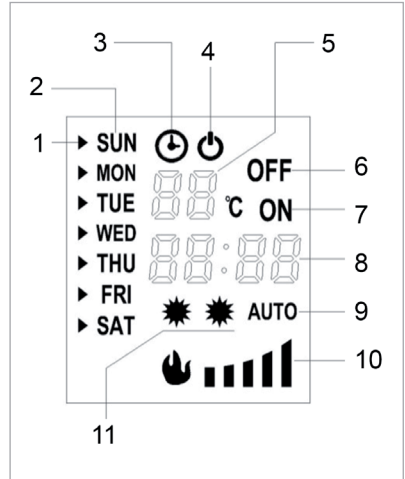 3 4 5
2
1 SUN
MON OFF 6
TUE 88 °C ON 7
WED
THU 88:88 8
FRI
SAT AUTO 9
10
11